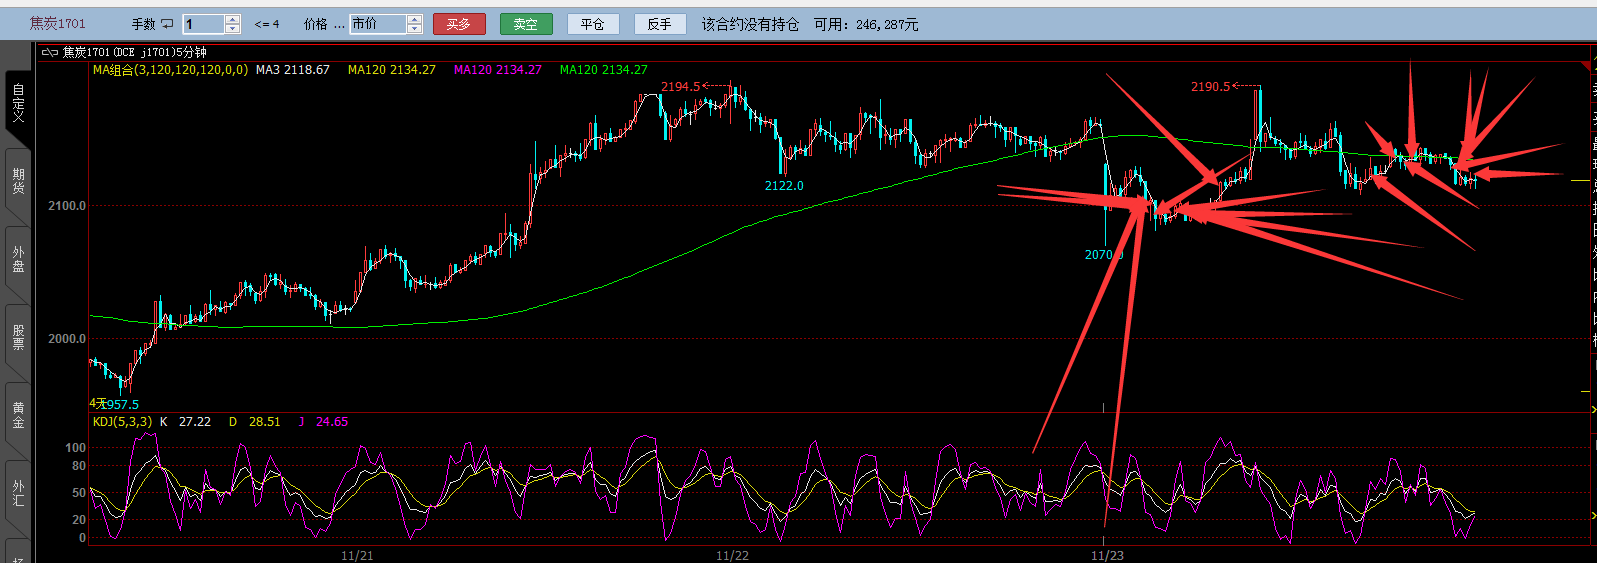 焦炭1701 手数 1 <= 4 价格 ... 市价 买多 卖空 平仓 反手 该合约没有持仓 可用：246,287元
焦炭1701(DCE j1701)5分钟
MA组合(3,120,120,120,0,0) MA3 2118.67 MA120 2134.27 MA120 2134.27 MA120 2134.27
自定义
期货
外盘
股票
黄金
外汇
2194.5
2190.5
2122.0
2100.0
2070.0
2000.0
4天
1957.5
KDJ(5,3,3) K 27.22 D 28.51 J 24.65
100
80
50
20
0
11/21 11/22 11/23